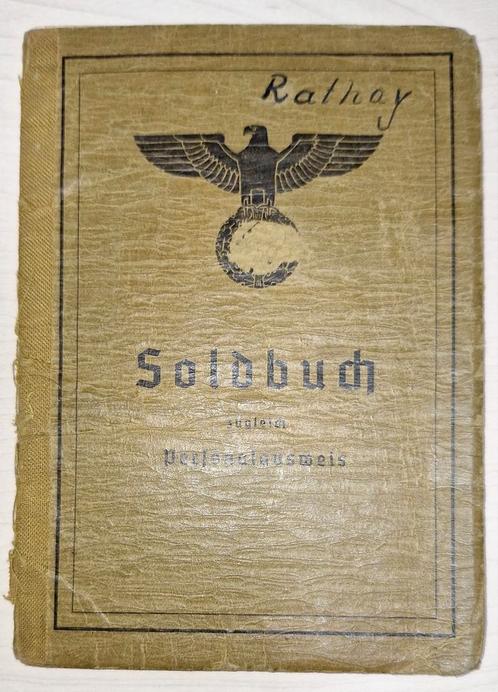 Rathay
Soldbuch
zugleich
Personalausweis